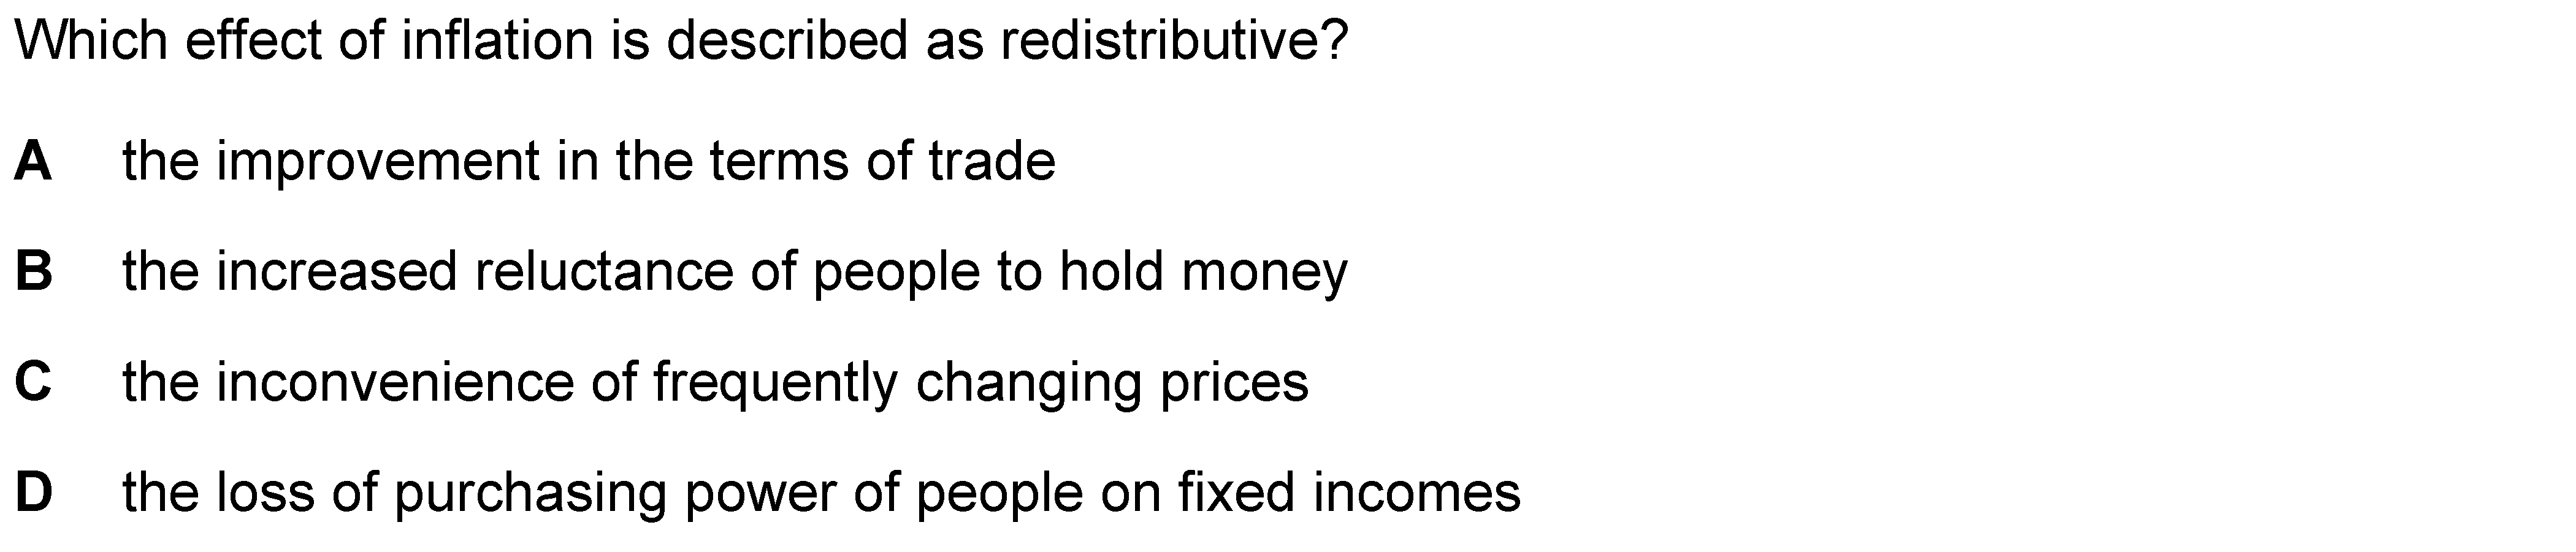 Which effect of inflation is described as redistributive?
A the improvement in the terms of trade
B the increased reluctance of people to hold money
C the inconvenience of frequently changing prices
D the loss of purchasing power of people on fixed incomes